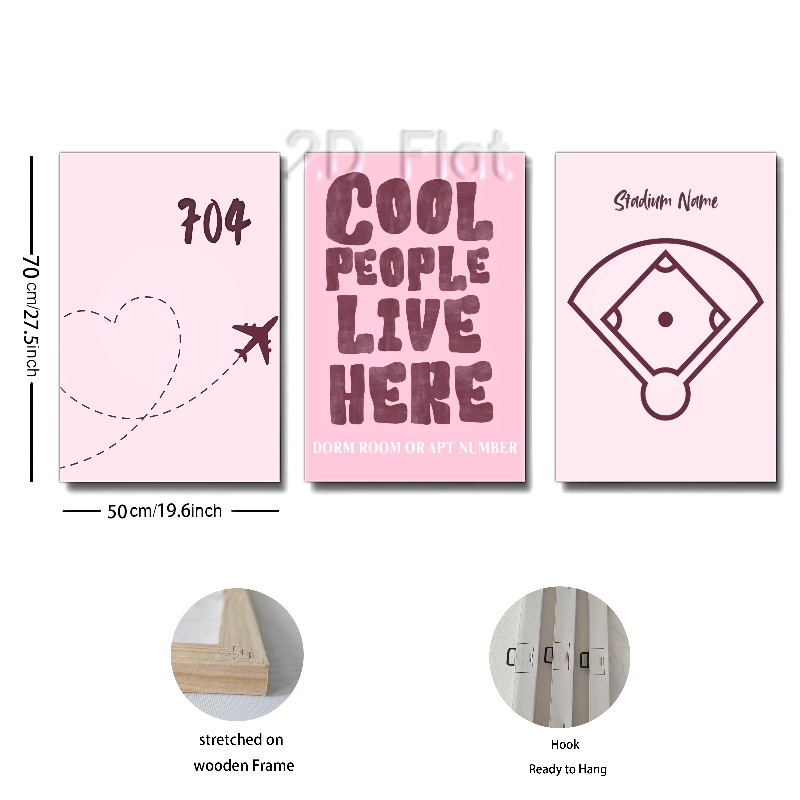 2D Flat
704
COOL
PEOPLE
LIVE
HERE
DORM ROOM OR APT NUMBER
Stadium Name
70 cm/27.5inch
50cm/19.6inch
stretched on
wooden Frame
Hook
Ready to Hang